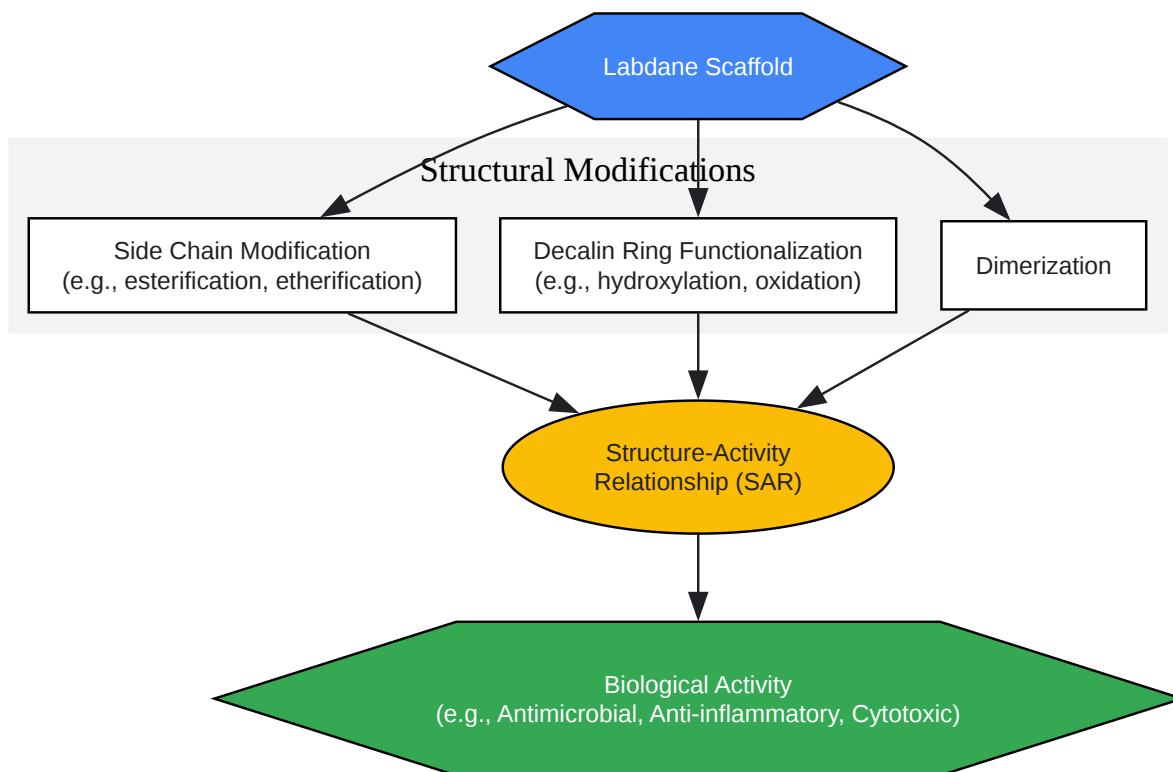 Labdane Scaffold
Structural Modifications
Side Chain Modification
(e.g., esterification, etherification)
Decalin Ring Functionalization
(e.g., hydroxylation, oxidation)
Dimerization
Structure-Activity
Relationship (SAR)
Biological Activity
(e.g., Antimicrobial, Anti-inflammatory, Cytotoxic)